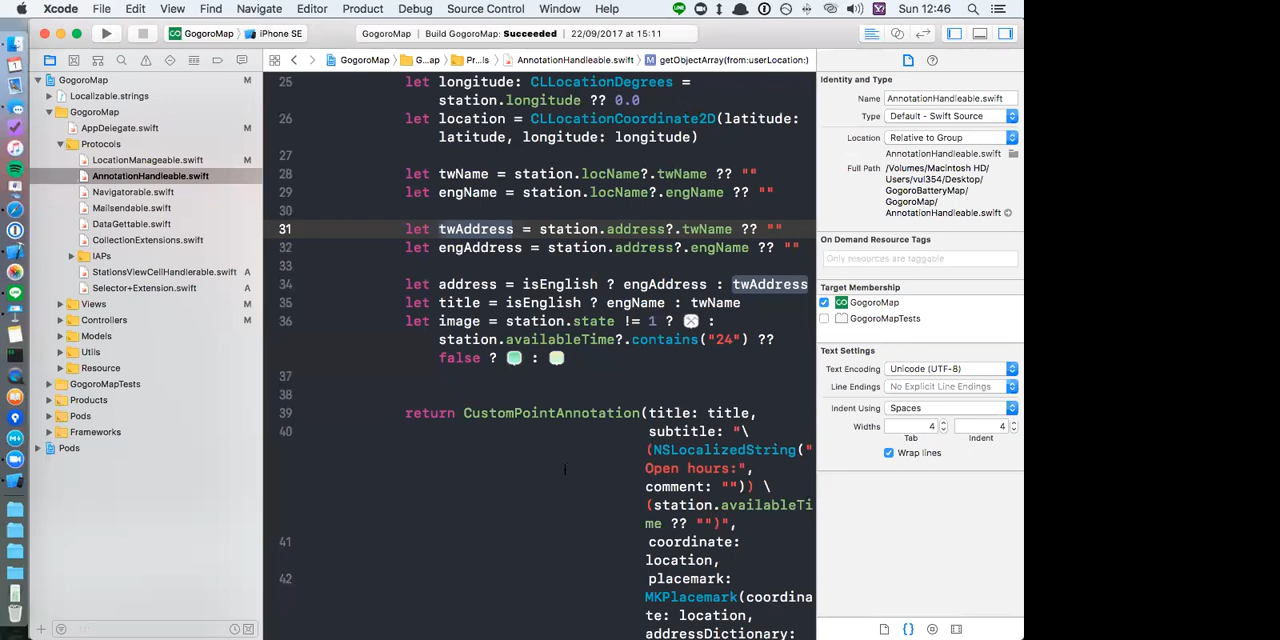 Xcode File Edit View Find Navigate Editor Product Debug Source Control Window Help Sun 12:46
GogoroMap iPhone SE GogoroMap | Build GogoroMap: Succeeded | 22/09/2017 at 15:11
GogoroMap G...ap Pr...ls AnnotationHandleable.swift M getObjectArray(from:userLocation:)
GogoroMap M
Localizable.strings
GogoroMap
AppDelegate.swift M
Protocols
LocationManageable.swift M
AnnotationHandleable.swift
Navigatorable.swift
Mailsendable.swift
DataGettable.swift
CollectionExtensions.swift
IAPs
StationsViewCellHandlerable.swift A
Selector+Extension.swift A
Views
Controllers M
Models
Utils
Resource
GogoroMapTests
Products
Pods
Frameworks
Pods
25 let longitude: CLLocationDegrees =
station.longitude ?? 0.0
26 let location = CLLocationCoordinate2D(latitude:
latitude, longitude: longitude)
27
28 let twName = station.locName?.twName ?? ""
29 let engName = station.locName?.engName ?? ""
30
31 let twAddress = station.address?.twName ?? ""
32 let engAddress = station.address?.engName ?? ""
33
34 let address = isEnglish ? engAddress : twAddress
35 let title = isEnglish ? engName : twName
36 let image = station.state != 1 ? :
station.availableTime?.contains("24") ??
false ? :
37
38
39 return CustomPointAnnotation(title: title,
40 subtitle: "\
(NSLocalizedString("
Open hours:",
comment: "")) \
(station.availableTi
me ?? "")",
41 coordinate:
location,
42 placemark:
MKPlacemark(coordina
te: location,
addressDictionary:
Identity and Type
Name AnnotationHandleable.swift
Type Default - Swift Source
Location Relative to Group
AnnotationHandleable.swift
Full Path /Volumes/Macintosh HD/
Users/vul354/Desktop/
GogoroBatteryMap/
GogoroMap/
AnnotationHandleable.swift
On Demand Resource Tags
Only resources are taggable
Target Membership
GogoroMap
GogoroMapTests
Text Settings
Text Encoding Unicode (UTF-8)
Line Endings No Explicit Line Endings
Indent Using Spaces
Widths 4 4
Tab Indent
Wrap lines